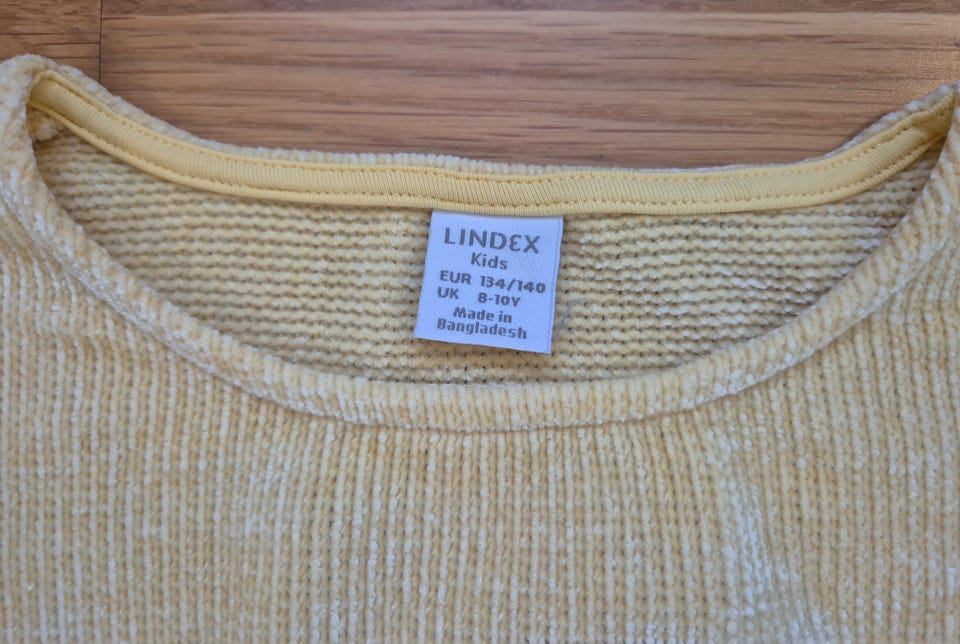 LINDEX
Kids
EUR 134/140
UK 8-10Y
Made in
Bangladesh